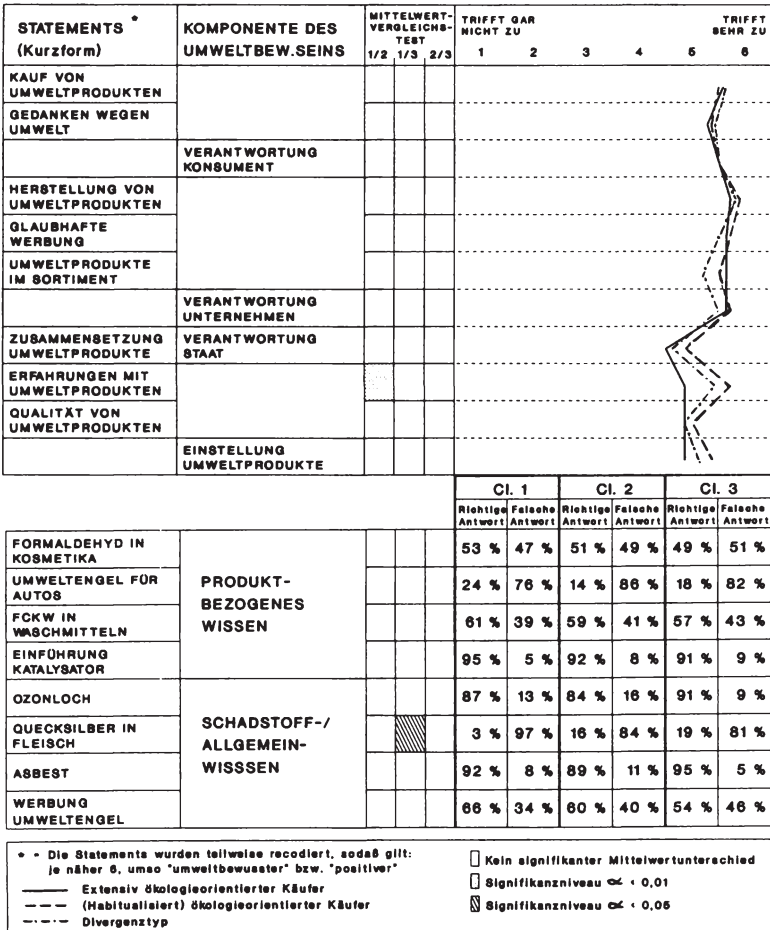 STATEMENTS *
(Kurzform)
KOMPONENTE DES
UMWELTBEW.SEINS
MITTELWERT-
VERGLEICHS-
TEST
1/2 1/3 2/3
TRIFFT GAR
NICHT ZU
TRIFFT
SEHR ZU
1 2 3 4 5 6
KAUF VON
UMWELTPRODUKTEN
GEDANKEN WEGEN
UMWELT
VERANTWORTUNG
KONSUMENT
HERSTELLUNG VON
UMWELTPRODUKTEN
GLAUBHAFTE
WERBUNG
UMWELTPRODUKTE
IM SORTIMENT
VERANTWORTUNG
UNTERNEHMEN
ZUSAMMENSETZUNG
UMWELTPRODUKTE
VERANTWORTUNG
STAAT
ERFAHRUNGEN MIT
UMWELTPRODUKTEN
QUALITÄT VON
UMWELTPRODUKTEN
EINSTELLUNG
UMWELTPRODUKTE
Cl. 1 Cl. 2 Cl. 3
Richtige Falsche Richtige Falsche Richtige Falsche
Antwort Antwort Antwort Antwort Antwort Antwort
PRODUKT-
BEZOGENES
WISSEN
FORMALDEHYD IN
KOSMETIKA
53 % 47 % 51 % 49 % 49 % 51 %
UMWELTENGEL FÜR
AUTOS
24 % 76 % 14 % 86 % 18 % 82 %
FCKW IN
WASCHMITTELN
61 % 39 % 59 % 41 % 57 % 43 %
EINFÜHRUNG
KATALYSATOR
95 % 5 % 92 % 8 % 91 % 9 %
SCHADSTOFF-/
ALLGEMEIN-
WISSSEN
OZONLOCH
87 % 13 % 84 % 16 % 91 % 9 %
QUECKSILBER IN
FLEISCH
3 % 97 % 16 % 84 % 19 % 81 %
ASBEST
92 % 8 % 89 % 11 % 95 % 5 %
WERBUNG
UMWELTENGEL
66 % 34 % 60 % 40 % 54 % 46 %
* - Die Statements wurden teilweise recodiert, sodaß gilt:
je näher 6, umso "umweltbewusster" bzw. "positiver"
Extensiv ökologieorientierter Käufer
(Habitualisiert) ökologieorientierter Käufer
Divergenztyp
Kein signifikanter Mittelwertunterschied
Signifikanzniveau α < 0,01
Signifikanzniveau α < 0,05